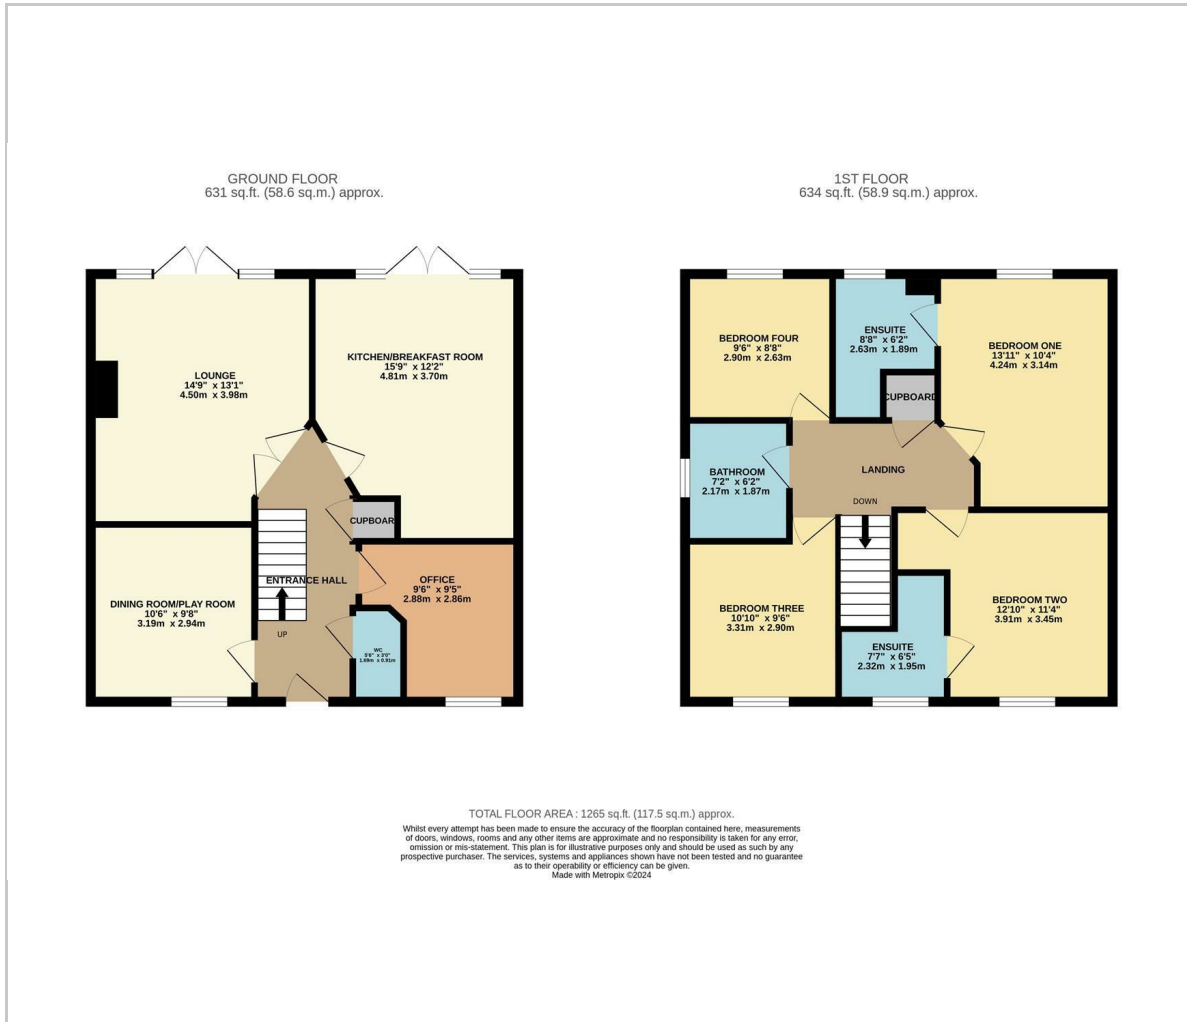 GROUND FLOOR
631 sq.ft. (58.6 sq.m.) approx.
LOUNGE
14'9" x 13'1"
4.50m x 3.98m
KITCHEN/BREAKFAST ROOM
15'9" x 12'2"
4.81m x 3.70m
CUPBOAR
ENTRANCE HALL
UP
DINING ROOM/PLAY ROOM
10'6" x 9'8"
3.19m x 2.94m
OFFICE
9'6" x 9'5"
2.88m x 2.86m
WC
5'6" x 3'0"
1.69m x 0.91m
1ST FLOOR
634 sq.ft. (58.9 sq.m.) approx.
BEDROOM FOUR
9'6" x 8'8"
2.90m x 2.63m
ENSUITE
8'8" x 6'2"
2.63m x 1.89m
BEDROOM ONE
13'11" x 10'4"
4.24m x 3.14m
CUPBOARD
BATHROOM
7'2" x 6'2"
2.17m x 1.87m
LANDING
DOWN
BEDROOM THREE
10'10" x 9'6"
3.31m x 2.90m
ENSUITE
7'7" x 6'5"
2.32m x 1.95m
BEDROOM TWO
12'10" x 11'4"
3.91m x 3.45m
TOTAL FLOOR AREA : 1265 sq.ft. (117.5 sq.m.) approx.
Whilst every attempt has been made to ensure the accuracy of the floorplan contained here, measurements
of doors, windows, rooms and any other items are approximate and no responsibility is taken for any error,
omission or mis-statement. This plan is for illustrative purposes only and should be used as such by any
prospective purchaser. The services, systems and appliances shown have not been tested and no guarantee
as to their operability or efficiency can be given.
Made with Metropix ©2024